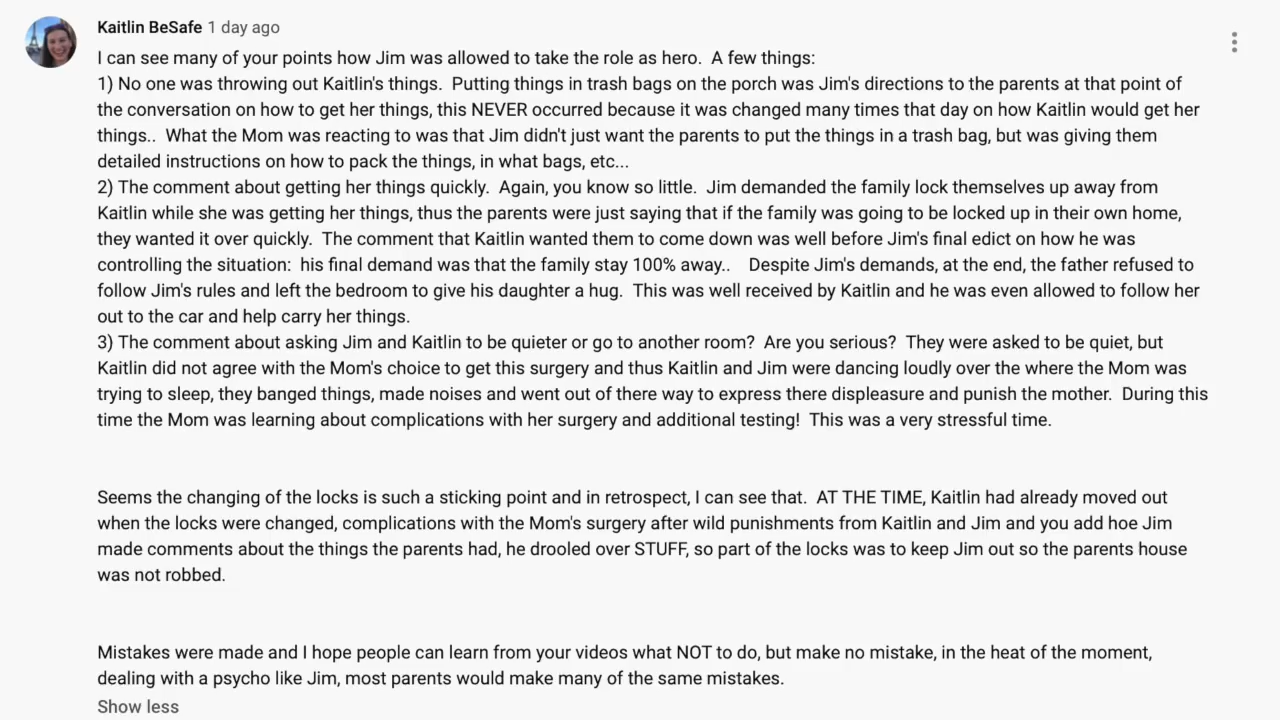 Kaitlin BeSafe 1 day ago
I can see many of your points how Jim was allowed to take the role as hero. A few things:
1) No one was throwing out Kaitlin's things. Putting things in trash bags on the porch was Jim's directions to the parents at that point of
the conversation on how to get her things, this NEVER occurred because it was changed many times that day on how Kaitlin would get her
things.. What the Mom was reacting to was that Jim didn't just want the parents to put the things in a trash bag, but was giving them
detailed instructions on how to pack the things, in what bags, etc...
2) The comment about getting her things quickly. Again, you know so little. Jim demanded the family lock themselves up away from
Kaitlin while she was getting her things, thus the parents were just saying that if the family was going to be locked up in their own home,
they wanted it over quickly. The comment that Kaitlin wanted them to come down was well before Jim's final edict on how he was
controlling the situation: his final demand was that the family stay 100% away.. Despite Jim's demands, at the end, the father refused to
follow Jim's rules and left the bedroom to give his daughter a hug. This was well received by Kaitlin and he was even allowed to follow her
out to the car and help carry her things.
3) The comment about asking Jim and Kaitlin to be quieter or go to another room? Are you serious? They were asked to be quiet, but
Kaitlin did not agree with the Mom's choice to get this surgery and thus Kaitlin and Jim were dancing loudly over the where the Mom was
trying to sleep, they banged things, made noises and went out of there way to express there displeasure and punish the mother. During this
time the Mom was learning about complications with her surgery and additional testing! This was a very stressful time.
Seems the changing of the locks is such a sticking point and in retrospect, I can see that. AT THE TIME, Kaitlin had already moved out
when the locks were changed, complications with the Mom's surgery after wild punishments from Kaitlin and Jim and you add hoe Jim
made comments about the things the parents had, he drooled over STUFF, so part of the locks was to keep Jim out so the parents house
was not robbed.
Mistakes were made and I hope people can learn from your videos what NOT to do, but make no mistake, in the heat of the moment,
dealing with a psycho like Jim, most parents would make many of the same mistakes.
Show less